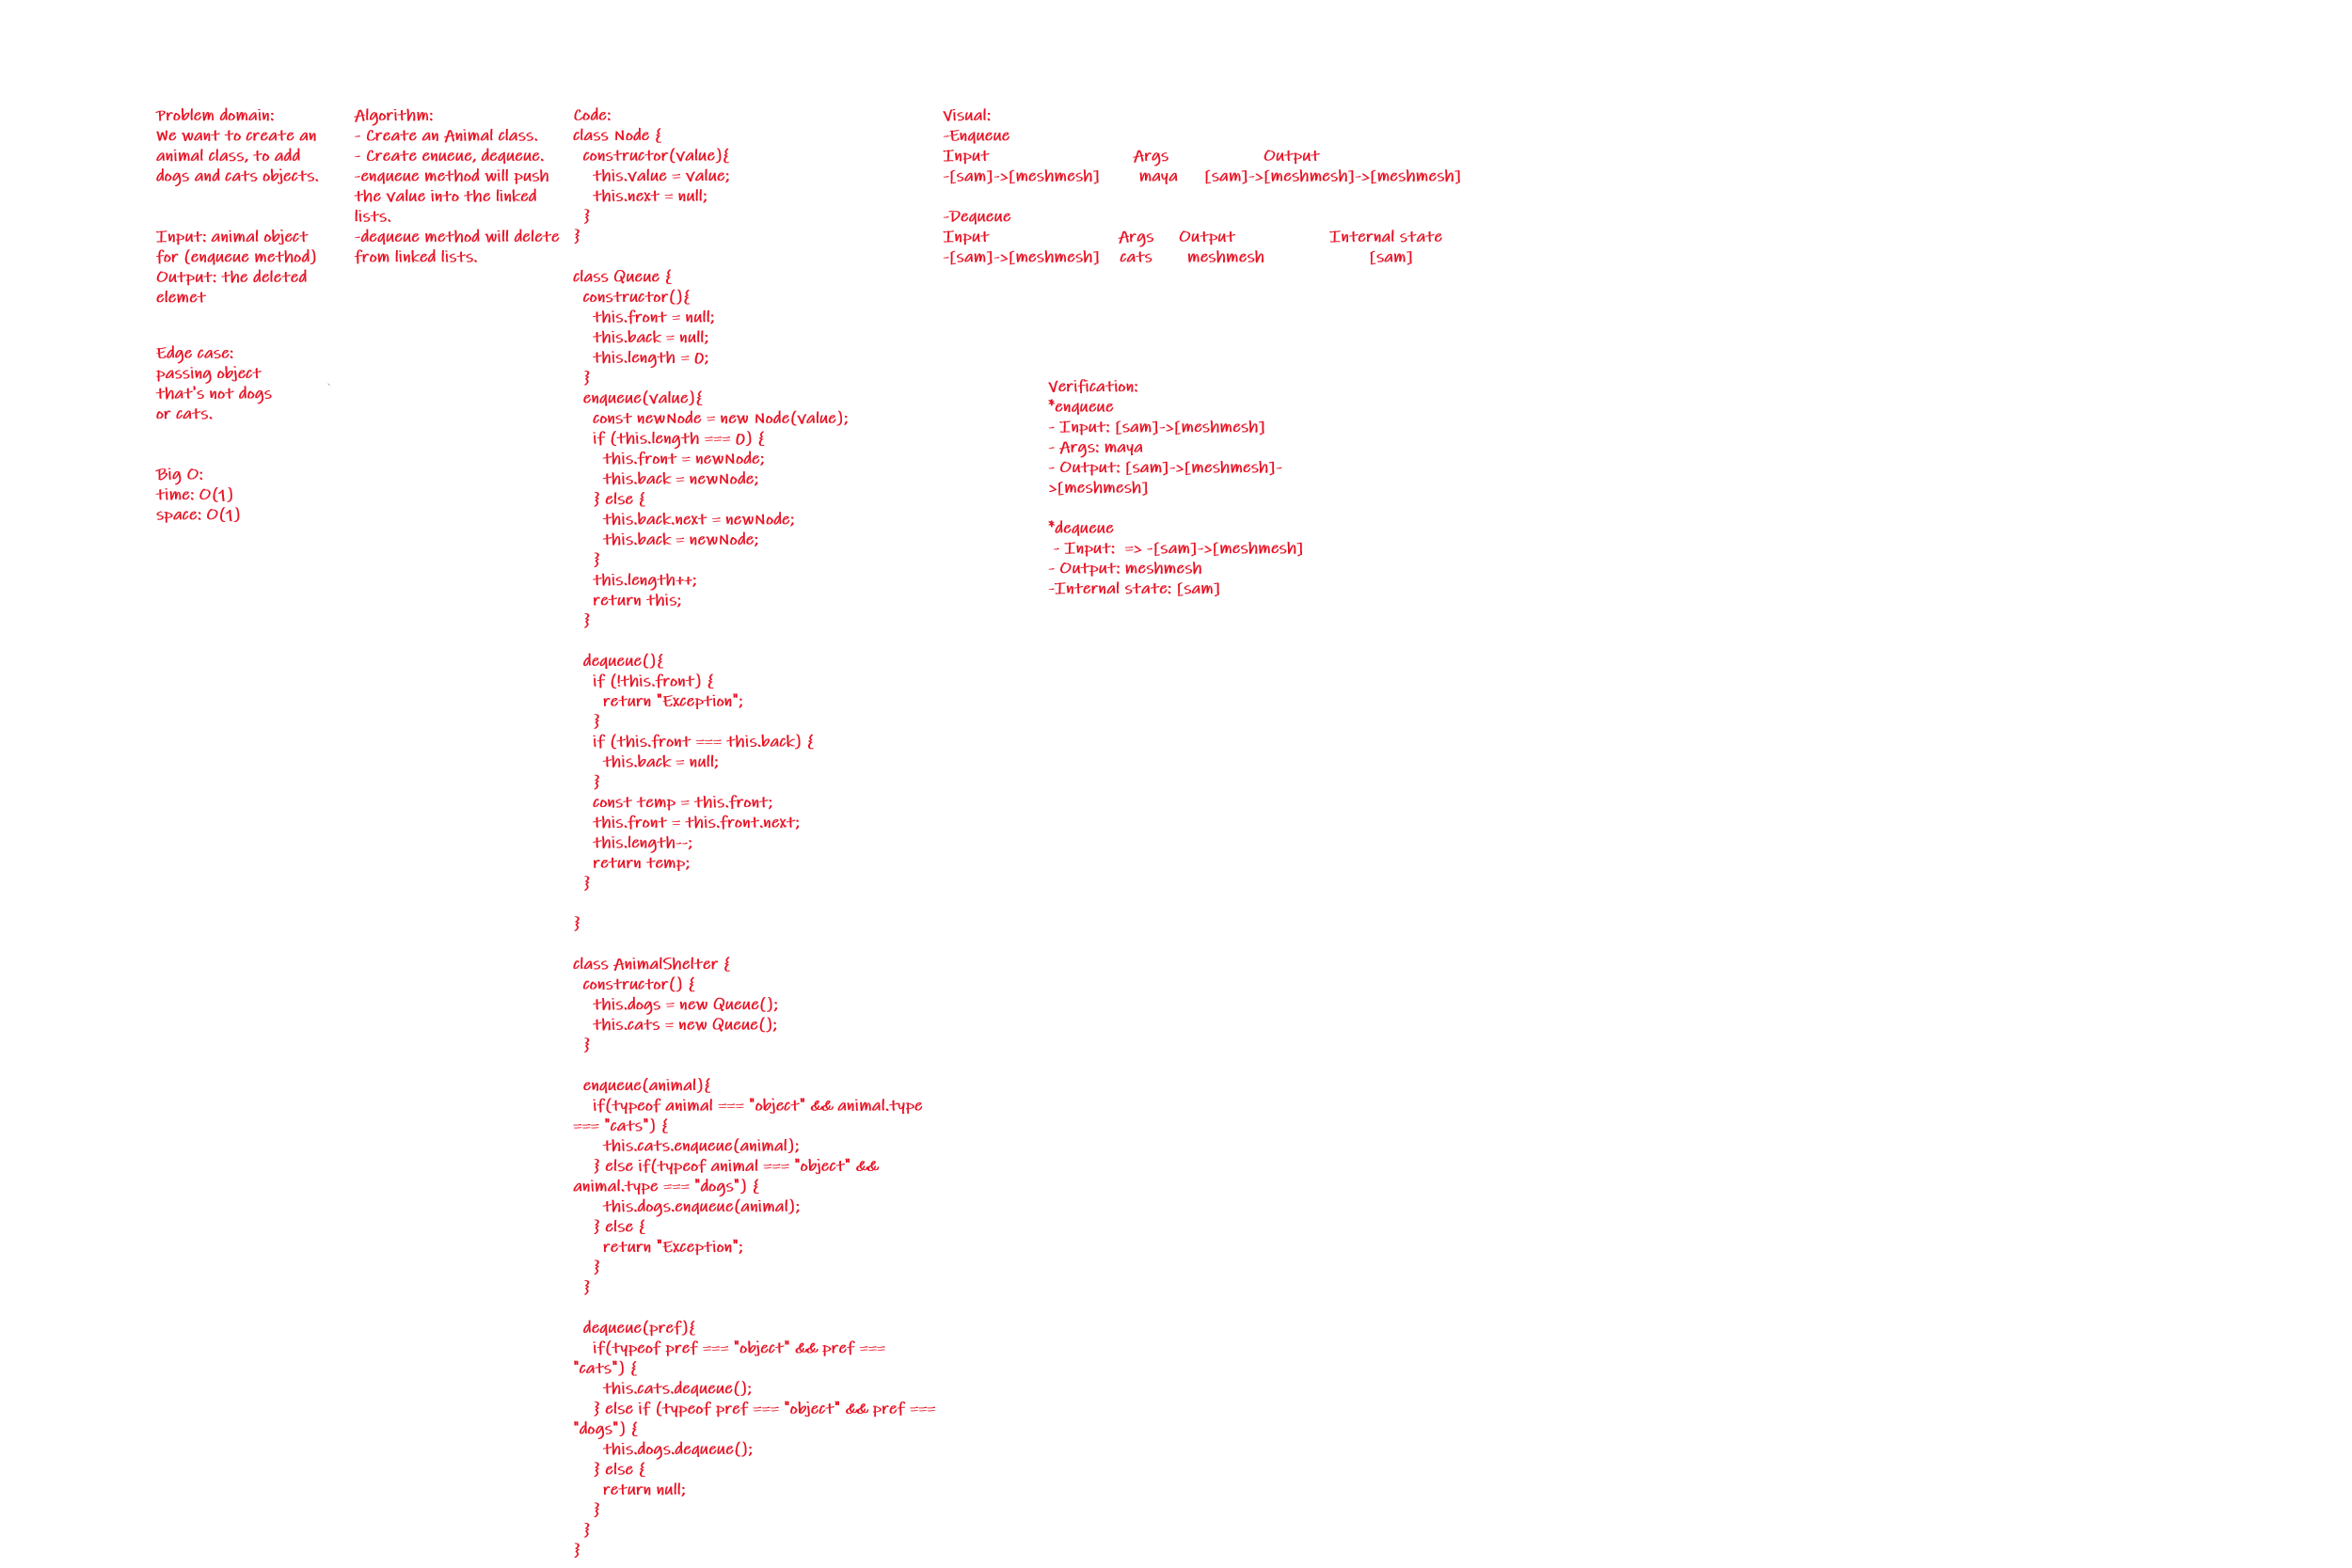 Problem domain:
We want to create an
animal class, to add
dogs and cats objects.
Input: animal object
for (enqueue method)
Output: the deleted
elemet
Edge case:
passing object
that's not dogs
or cats.
Big O:
time: O(1)
space: O(1)
Algorithm:
- Create an Animal class.
- Create enueue, dequeue.
-enqueue method will push
the value into the linked
lists.
-dequeue method will delete
from linked lists.
Code:
class Node {
constructor(value){
this.value = value;
this.next = null;
}
}
class Queue {
constructor(){
this.front = null;
this.back = null;
this.length = 0;
}
enqueue(value){
const newNode = new Node(value);
if (this.length === 0) {
this.front = newNode;
this.back = newNode;
} else {
this.back.next = newNode;
this.back = newNode;
}
this.length++;
return this;
}
dequeue(){
if (!this.front) {
return "Exception";
}
if (this.front === this.back) {
this.back = null;
}
const temp = this.front;
this.front = this.front.next;
this.length--;
return temp;
}
}
class AnimalShelter {
constructor() {
this.dogs = new Queue();
this.cats = new Queue();
}
enqueue(animal){
if(typeof animal === "object" && animal.type
=== "cats") {
this.cats.enqueue(animal);
} else if(typeof animal === "object" &&
animal.type === "dogs") {
this.dogs.enqueue(animal);
} else {
return "Exception";
}
}
dequeue(pref){
if(typeof pref === "object" && pref ===
"cats") {
this.cats.dequeue();
} else if (typeof pref === "object" && pref ===
"dogs") {
this.dogs.dequeue();
} else {
return null;
}
}
}
Visual:
-Enqueue
Input Args Output
-[sam]->[meshmesh] maya [sam]->[meshmesh]->[meshmesh]
-Dequeue
Input Args Output Internal state
-[sam]->[meshmesh] cats meshmesh [sam]
Verification:
*enqueue
- Input: [sam]->[meshmesh]
- Args: maya
- Output: [sam]->[meshmesh]-
>[meshmesh]
*dequeue
- Input: => -[sam]->[meshmesh]
- Output: meshmesh
-Internal state: [sam]